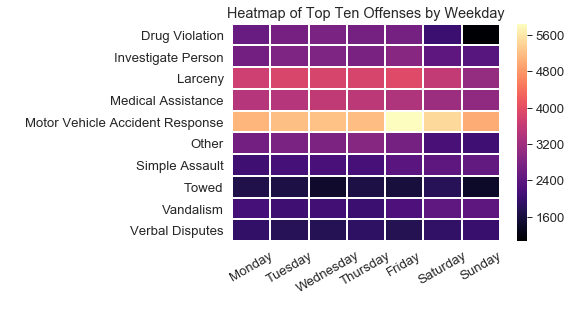 Heatmap of Top Ten Offenses by Weekday
Drug Violation
Investigate Person
Larceny
Medical Assistance
Motor Vehicle Accident Response
Other
Simple Assault
Towed
Vandalism
Verbal Disputes
Monday
Tuesday
Wednesday
Thursday
Friday
Saturday
Sunday
5600
4800
4000
3200
2400
1600